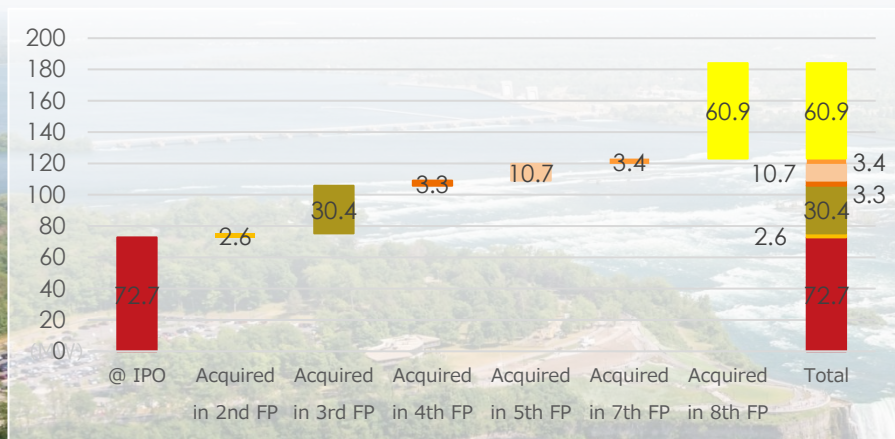 200
180
160
140
120
100
80
60
40
20
0
(MW)
72.7
2.6
30.4
3.3
10.7
3.4
60.9
60.9
3.4
10.7
3.3
30.4
2.6
72.7
@ IPO
Acquired
in 2nd FP
Acquired
in 3rd FP
Acquired
in 4th FP
Acquired
in 5th FP
Acquired
in 7th FP
Acquired
in 8th FP
Total